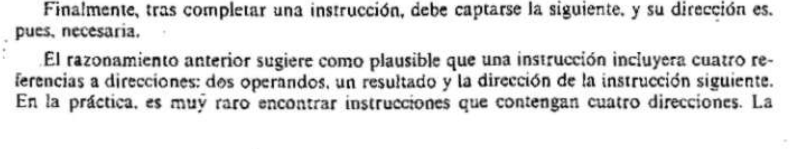 Finalmente, tras completar una instrucción, debe captarse la siguiente, y su dirección es,
pues, necesaria.
El razonamiento anterior sugiere como plausible que una instrucción incluyera cuatro re-
ferencias a direcciones: dos operandos, un resultado y la dirección de la instrucción siguiente.
En la práctica, es muy raro encontrar instrucciones que contengan cuatro direcciones. La